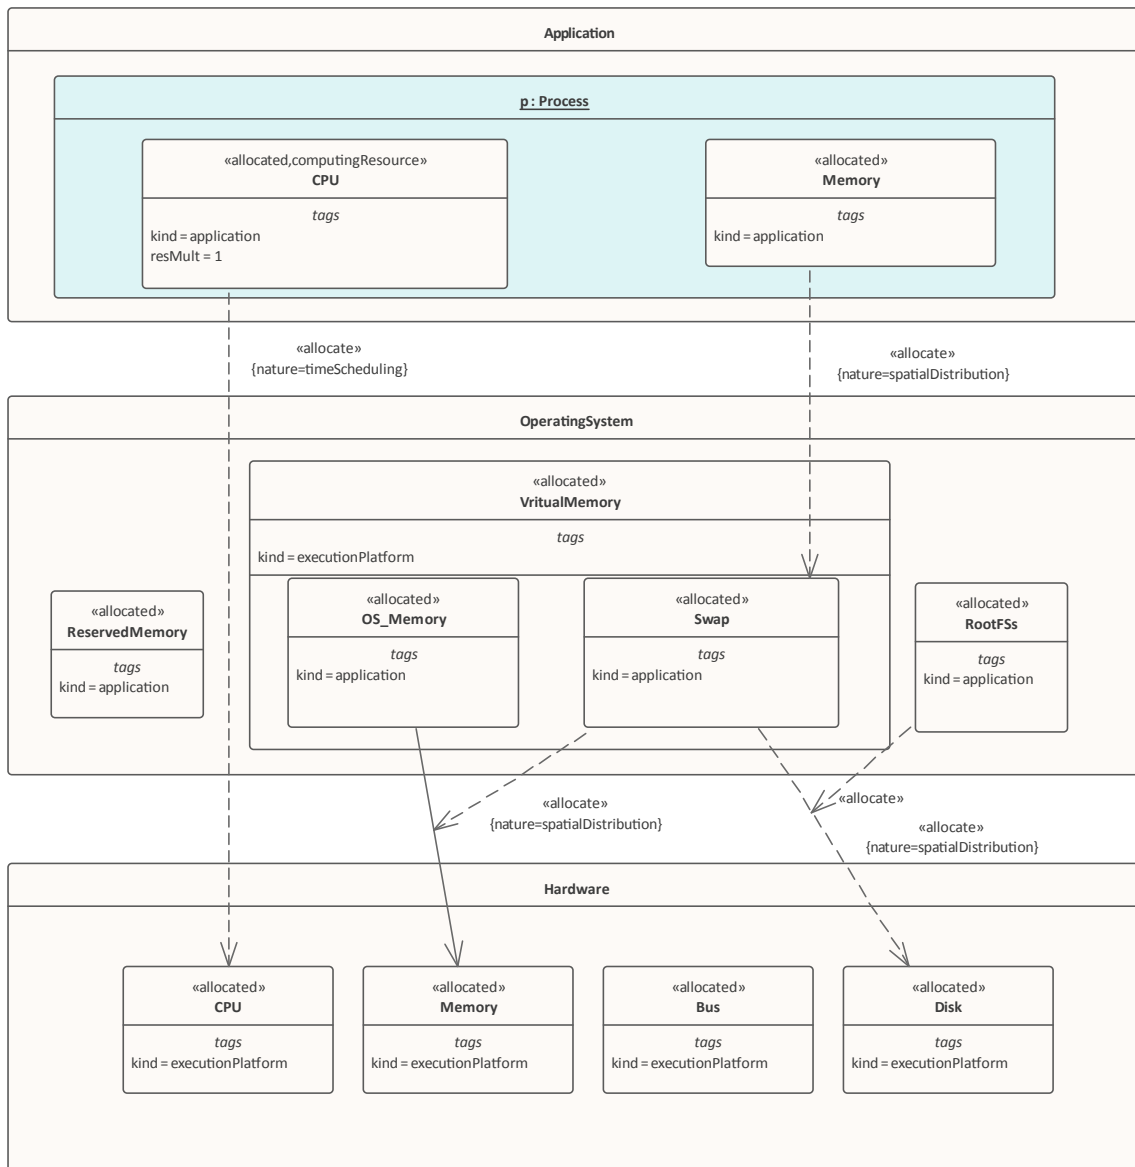 Application
p : Process
«allocated,computingResource»
CPU
tags
kind = application
resMult = 1
«allocated»
Memory
tags
kind = application
«allocate»
{nature=timeScheduling}
«allocate»
{nature=spatialDistribution}
OperatingSystem
«allocated»
VritualMemory
tags
kind = executionPlatform
«allocated»
ReservedMemory
tags
kind = application
«allocated»
OS_Memory
tags
kind = application
«allocated»
Swap
tags
kind = application
«allocated»
RootFSs
tags
kind = application
«allocate»
{nature=spatialDistribution}
«allocate»
«allocate»
{nature=spatialDistribution}
Hardware
«allocated»
CPU
tags
kind = executionPlatform
«allocated»
Memory
tags
kind = executionPlatform
«allocated»
Bus
tags
kind = executionPlatform
«allocated»
Disk
tags
kind = executionPlatform